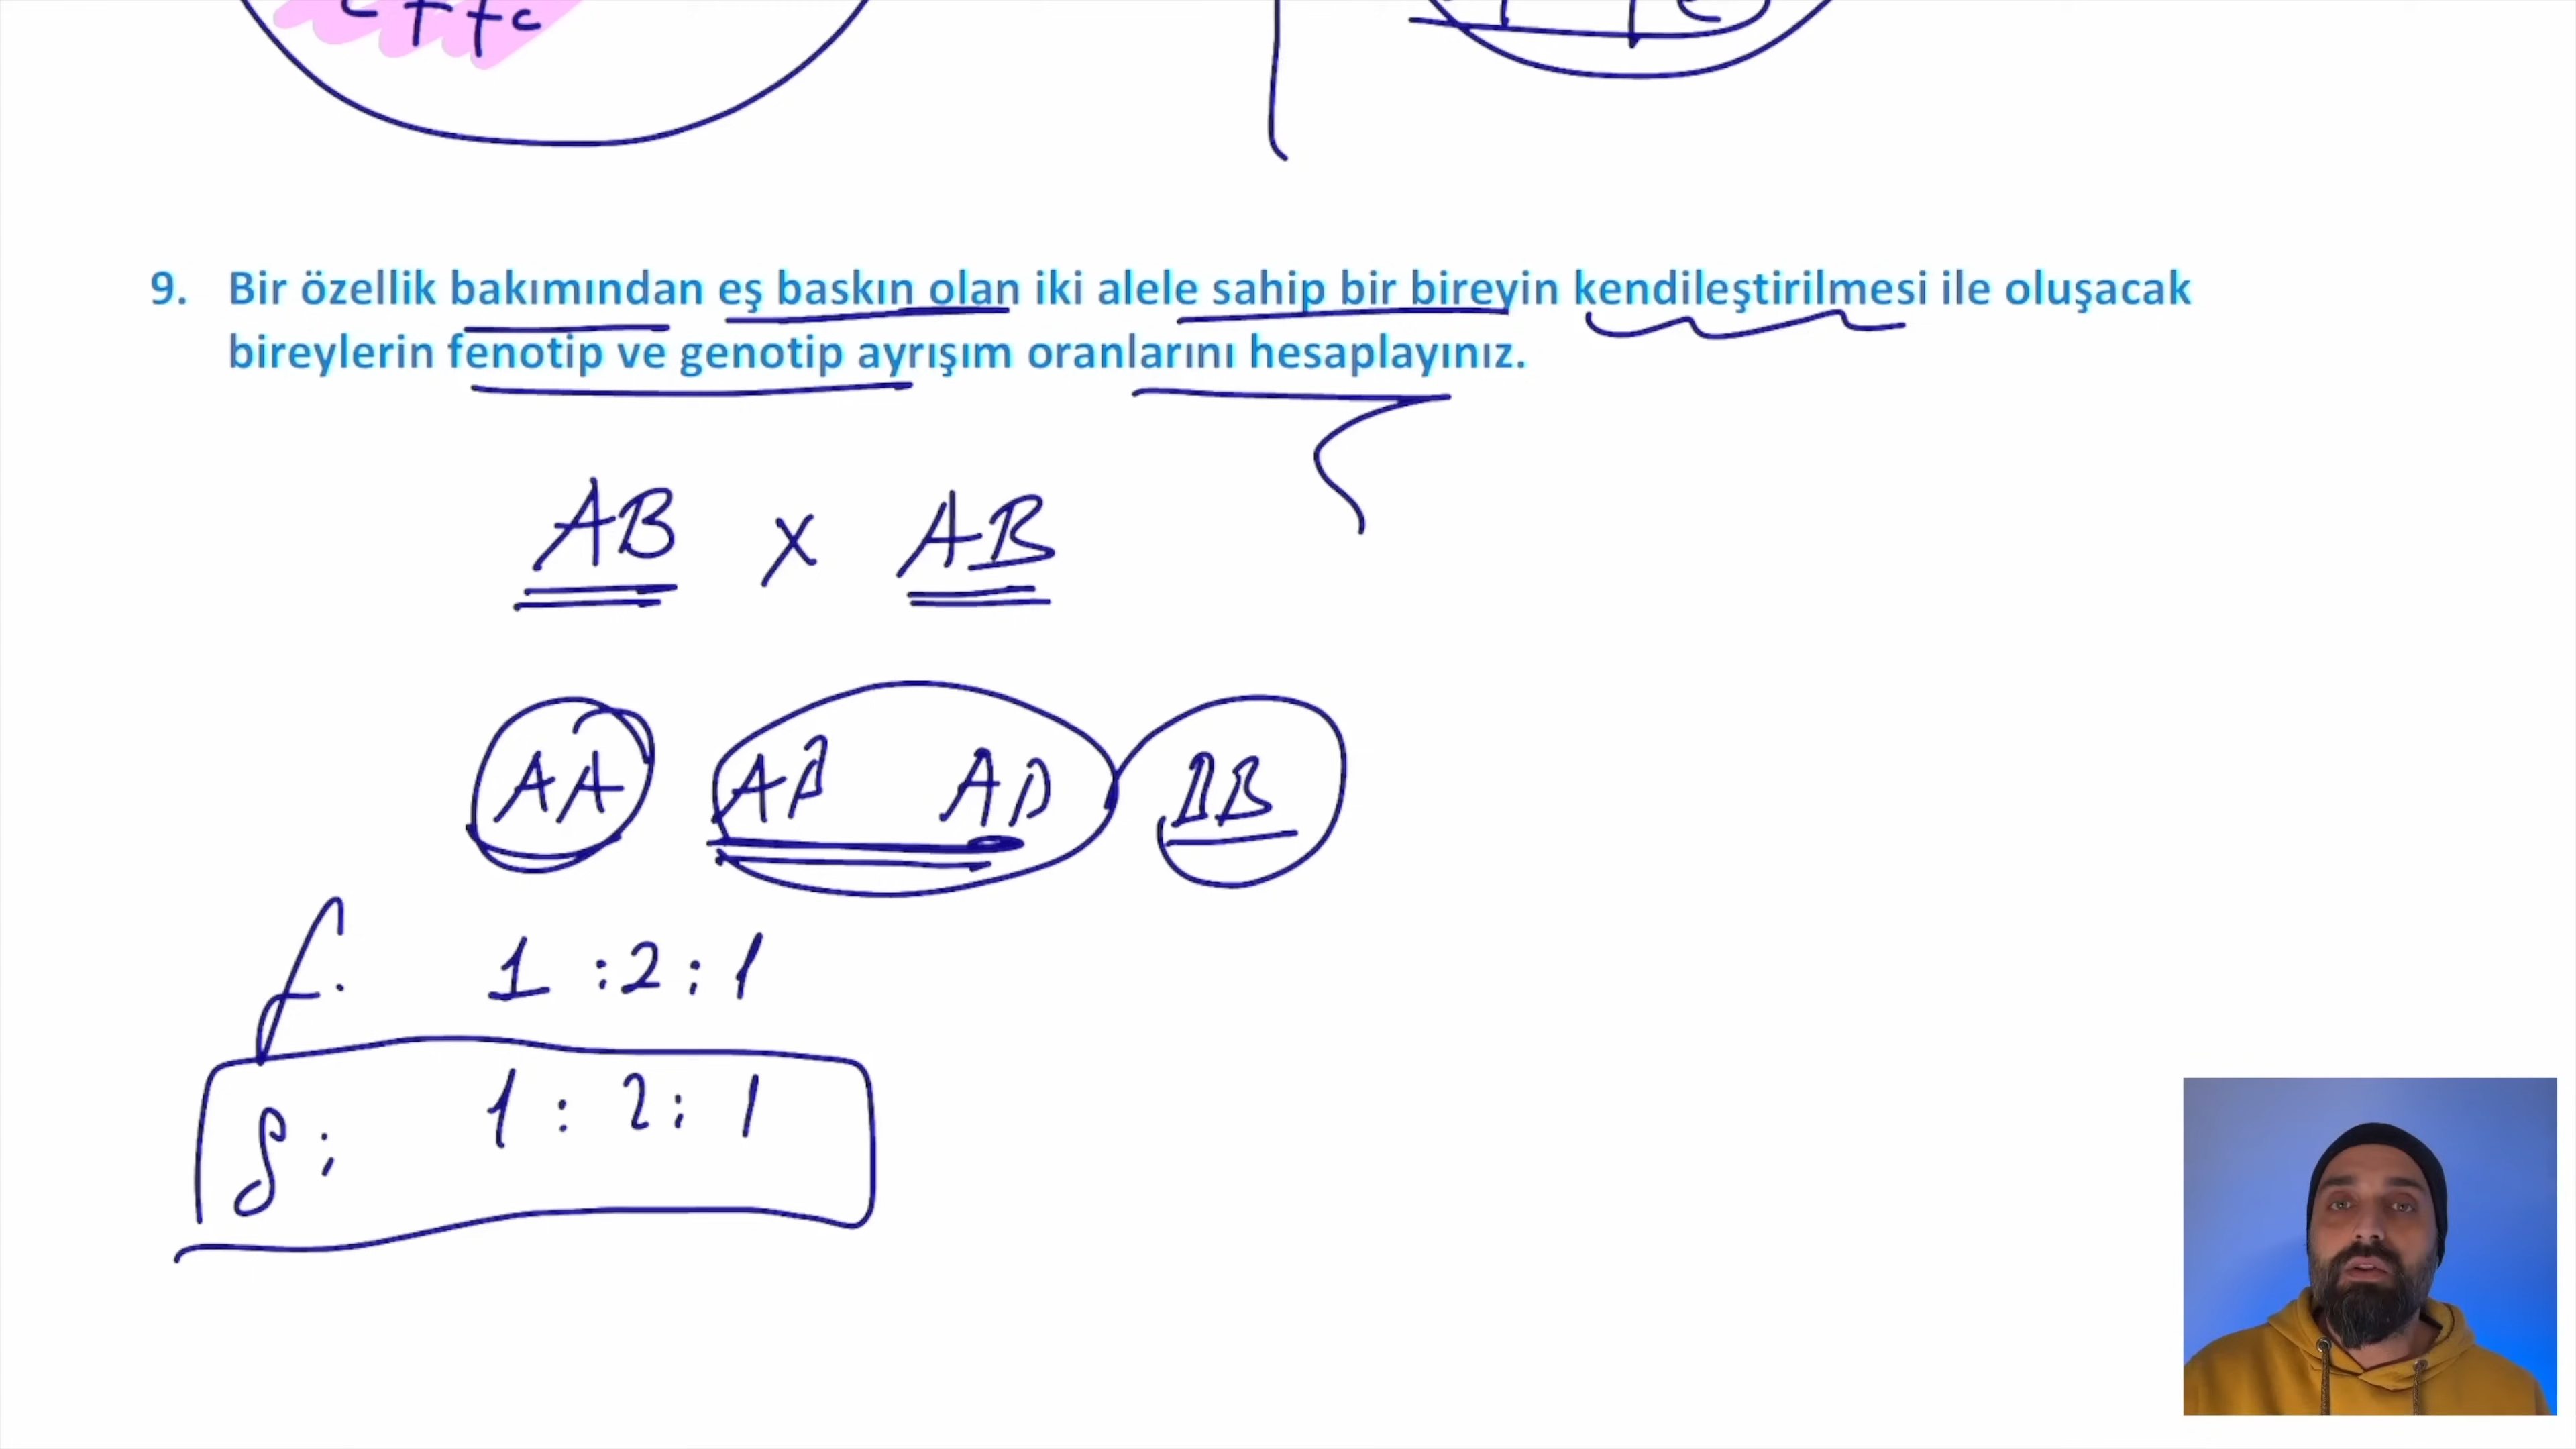 9. Bir özellik bakımından eş baskın olan iki alele sahip bir bireyin kendileştirilmesi ile oluşacak
bireylerin fenotip ve genotip ayrışım oranlarını hesaplayınız.
AB x AB
AA AB AB BB
f. 1 : 2 : 1
g: 1 : 2 : 1